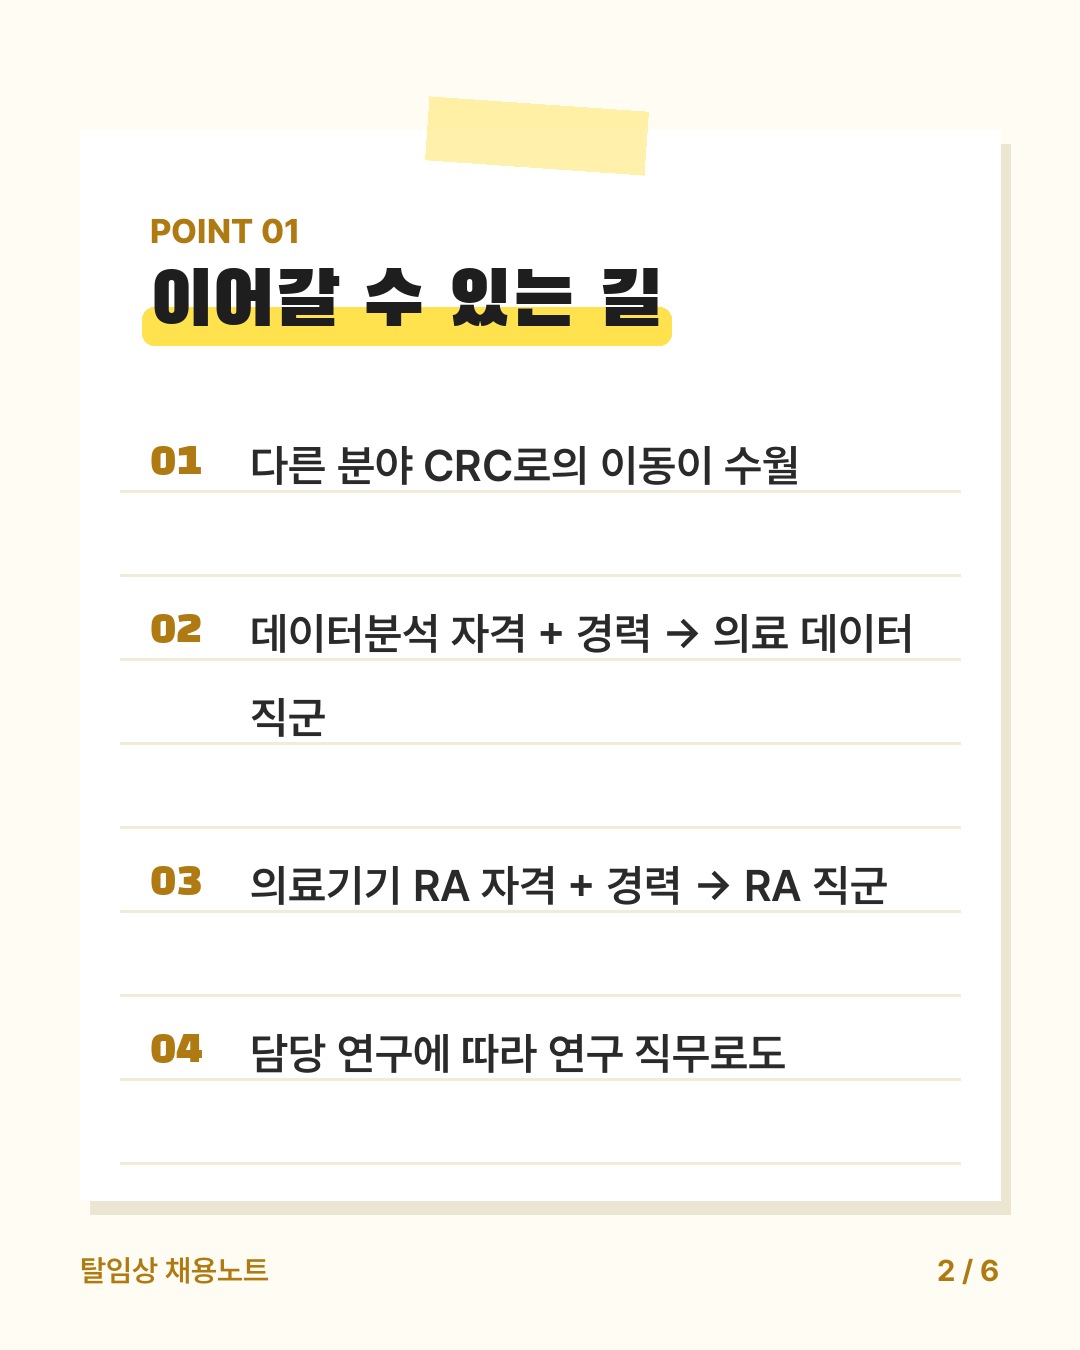 POINT 01
이어갈 수 있는 길
01 다른 분야 CRC로의 이동이 수월
02 데이터분석 자격 + 경력 → 의료 데이터
직군
03 의료기기 RA 자격 + 경력 → RA 직군
04 담당 연구에 따라 연구 직무로도
탈임상 채용노트
2 / 6